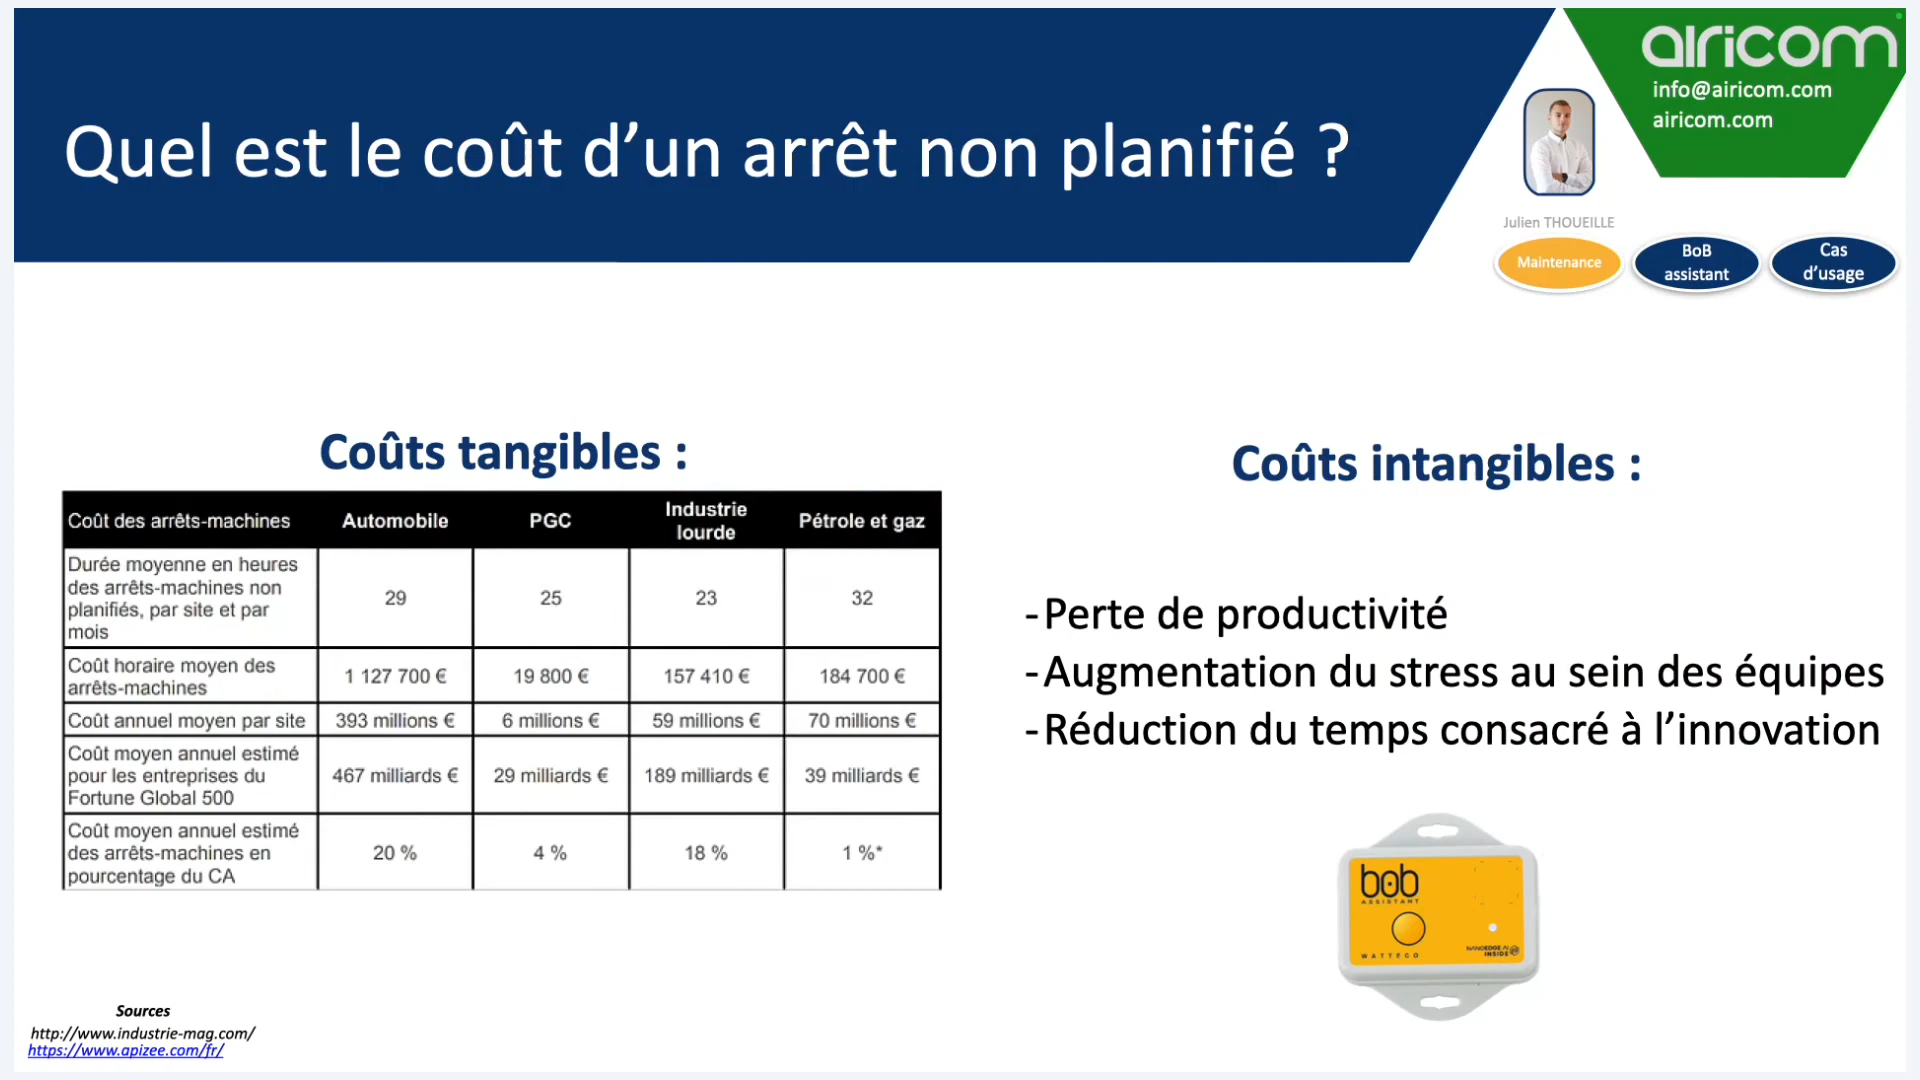 airicom
info@airicom.com
airicom.com
Quel est le coût d’un arrêt non planifié ?
Julien THOUEILLE
Maintenance
BoB
assistant
Cas
d’usage
Coûts tangibles :
Coût des arrêts-machines Automobile PGC Industrie lourde Pétrole et gaz
Durée moyenne en heures
des arrêts-machines non
planifiés, par site et par
mois
29 25 23 32
Coût horaire moyen des
arrêts-machines
1 127 700 € 19 800 € 157 410 € 184 700 €
Coût annuel moyen par site 393 millions € 6 millions € 59 millions € 70 millions €
Coût moyen annuel estimé
pour les entreprises du
Fortune Global 500
467 milliards € 29 milliards € 189 milliards € 39 milliards €
Coût moyen annuel estimé
des arrêts-machines en
pourcentage du CA
20 % 4 % 18 % 1 %*
Coûts intangibles :
-Perte de productivité
-Augmentation du stress au sein des équipes
-Réduction du temps consacré à l’innovation
bob
ASSISTANT
WATTECO
NANOEDGE AI
INSIDE
Sources
http://www.industrie-mag.com/
https://www.apizee.com/fr/